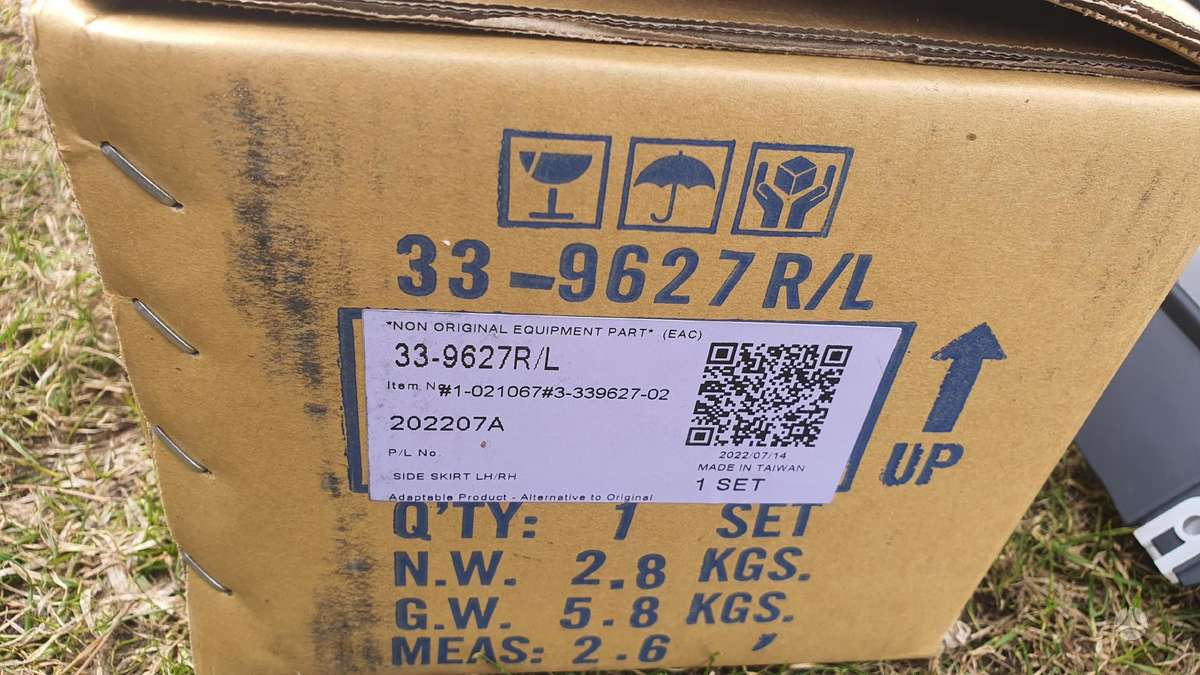 33-9627R/L
*NON ORIGINAL EQUIPMENT PART* (EAC)
33-9627R/L
Item No #1-021067#3-339627-02
202207A
P/L No.
2022/07/14
MADE IN TAIWAN
SIDE SKIRT LH/RH
1 SET
Adaptable Product - Alternative to Original
UP
Q'TY: 1 SET
N.W. 2.8 KGS.
G.W. 5.8 KGS.
MEAS: 2.6 '